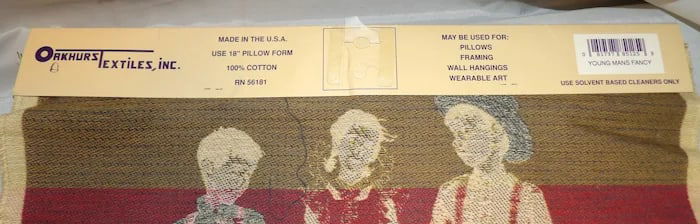 OAKHURST TEXTILES, INC.
MADE IN THE U.S.A.
USE 18" PILLOW FORM
100% COTTON
RN 56181
MAY BE USED FOR:
PILLOWS
FRAMING
WALL HANGINGS
WEARABLE ART
YOUNG MANS FANCY
USE SOLVENT BASED CLEANERS ONLY